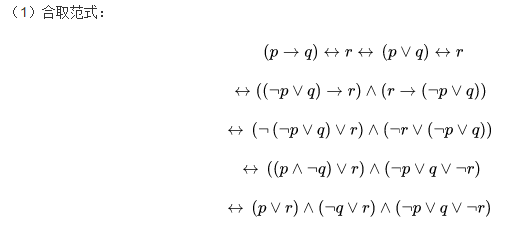 （1）合取范式：
(p → q) ↔ r ↔ (p ∨ q) ↔ r
↔ ((¬p ∨ q) → r) ∧ (r → (¬p ∨ q))
↔ (¬ (¬p ∨ q) ∨ r) ∧ (¬r ∨ (¬p ∨ q))
↔ ((p ∧ ¬q) ∨ r) ∧ (¬p ∨ q ∨ ¬r)
↔ (p ∨ r) ∧ (¬q ∨ r) ∧ (¬p ∨ q ∨ ¬r)